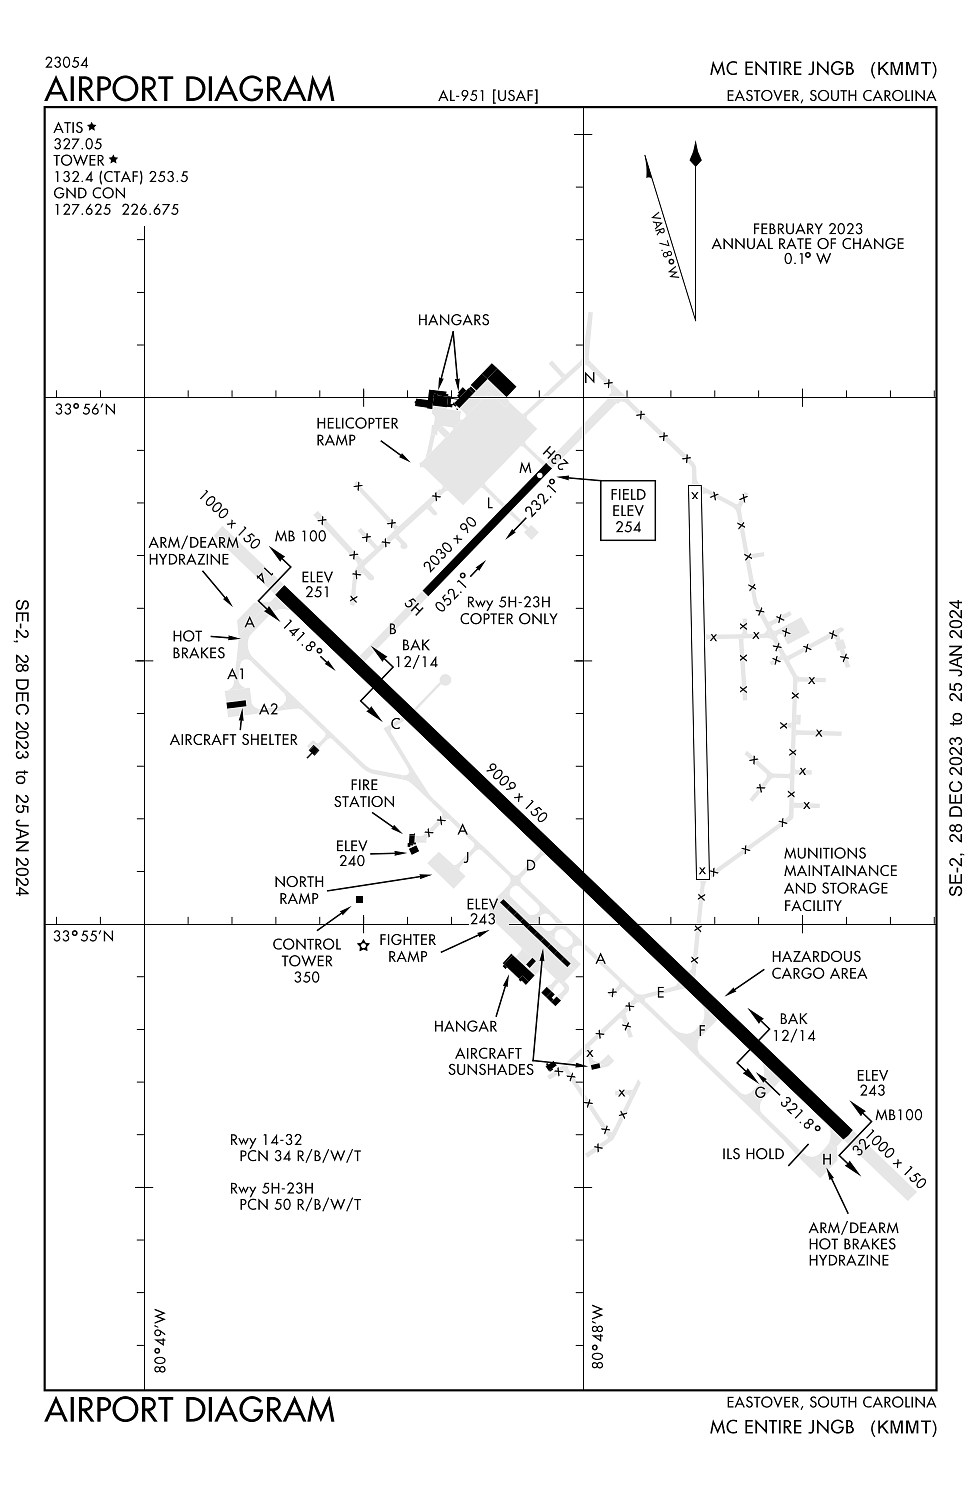 23054
AIRPORT DIAGRAM
AL-951 [USAF]
MC ENTIRE JNGB (KMMT)
EASTOVER, SOUTH CAROLINA
ATIS ★
327.05
TOWER ★
132.4 (CTAF) 253.5
GND CON
127.625 226.675
VAR 7.8° W
FEBRUARY 2023
ANNUAL RATE OF CHANGE
0.1° W
HANGARS
N
33° 56'N
HELICOPTER
RAMP
23H
M
FIELD
ELEV
254
L
232.1°
2030 x 90
1000 x 150
MB 100
ARM/DEARM
HYDRAZINE
14
ELEV
251
052.1°
5H
Rwy 5H-23H
COPTER ONLY
A
B
141.8°
HOT
BRAKES
BAK
12/14
A1
A2
C
AIRCRAFT SHELTER
9009 x 150
FIRE
STATION
A
ELEV
240
J
D
NORTH
RAMP
MUNITIONS
MAINTAINANCE
AND STORAGE
FACILITY
ELEV
243
33° 55'N
CONTROL
TOWER
350
FIGHTER
RAMP
A
HAZARDOUS
CARGO AREA
E
HANGAR
F
BAK
12/14
AIRCRAFT
SUNSHADES
G
321.8°
ELEV
243
MB100
32
1000 x 150
ILS HOLD
H
Rwy 14-32
PCN 34 R/B/W/T
Rwy 5H-23H
PCN 50 R/B/W/T
ARM/DEARM
HOT BRAKES
HYDRAZINE
80° 49'W
80° 48'W
SE-2, 28 DEC 2023 to 25 JAN 2024
SE-2, 28 DEC 2023 to 25 JAN 2024
AIRPORT DIAGRAM
EASTOVER, SOUTH CAROLINA
MC ENTIRE JNGB (KMMT)